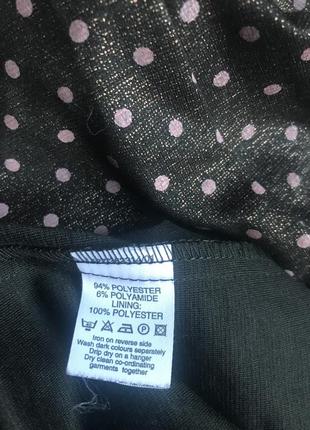 94% POLYESTER
6% POLYAMIDE
LINING:
100% POLYESTER
Iron on reverse side
Wash dark colours separately
Drip dry on a hanger
Dry clean co-ordinating
garments together